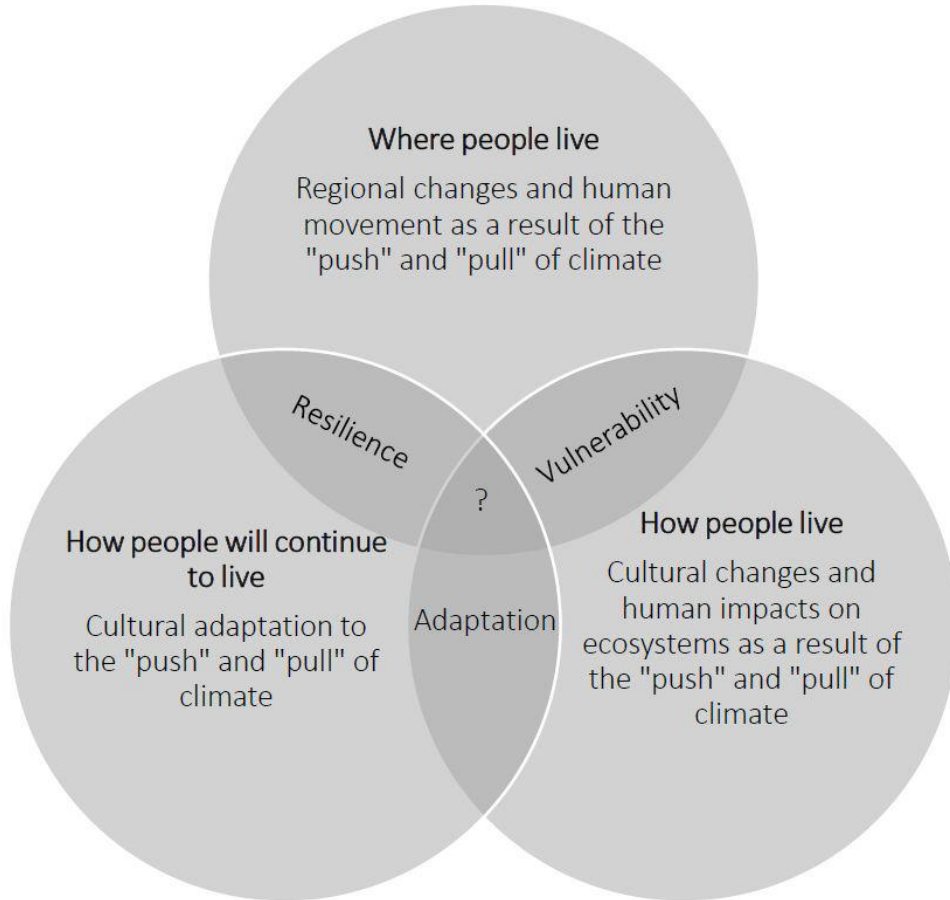 Where people live
Regional changes and human
movement as a result of the
"push" and "pull" of climate
Resilience
Vulnerability
?
How people will continue
to live
Cultural adaptation to
the "push" and "pull" of
climate
Adaptation
How people live
Cultural changes and
human impacts on
ecosystems as a result of
the "push" and "pull" of
climate